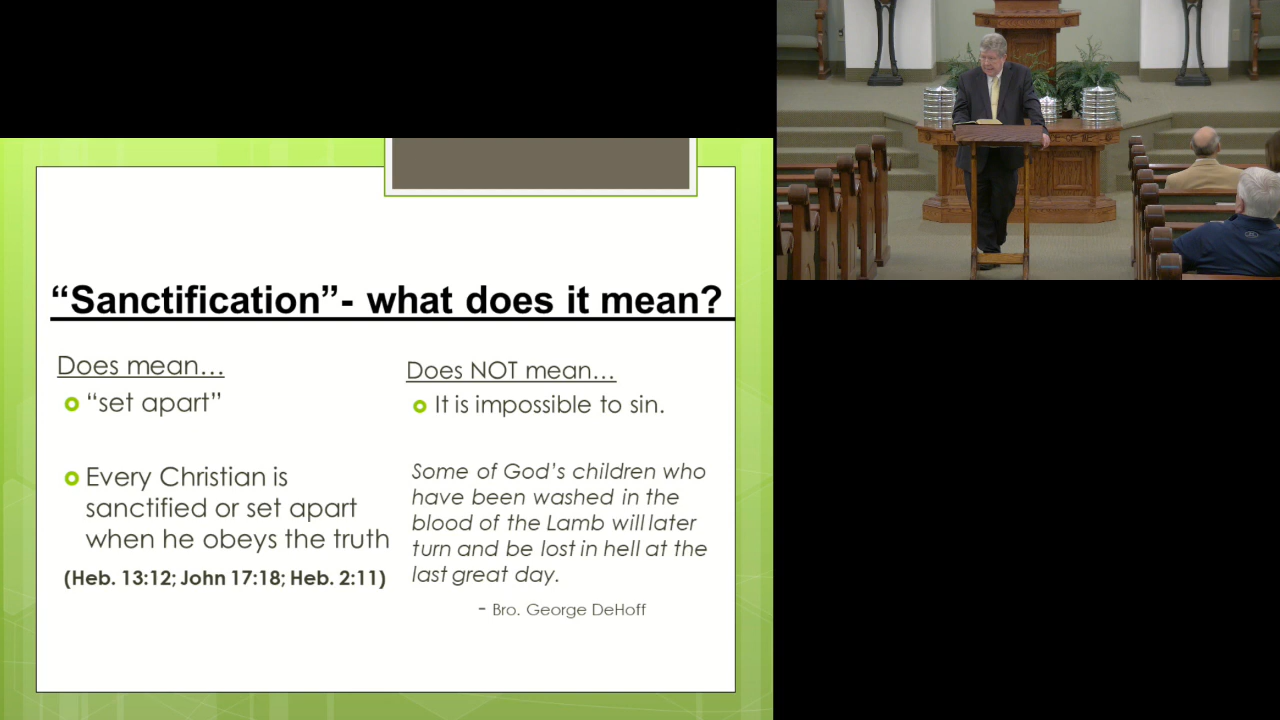 “Sanctification”- what does it mean?
Does mean…
“set apart”
Every Christian is
sanctified or set apart
when he obeys the truth
(Heb. 13:12; John 17:18; Heb. 2:11)
Does NOT mean…
It is impossible to sin.
Some of God’s children who
have been washed in the
blood of the Lamb will later
turn and be lost in hell at the
last great day.
- Bro. George DeHoff